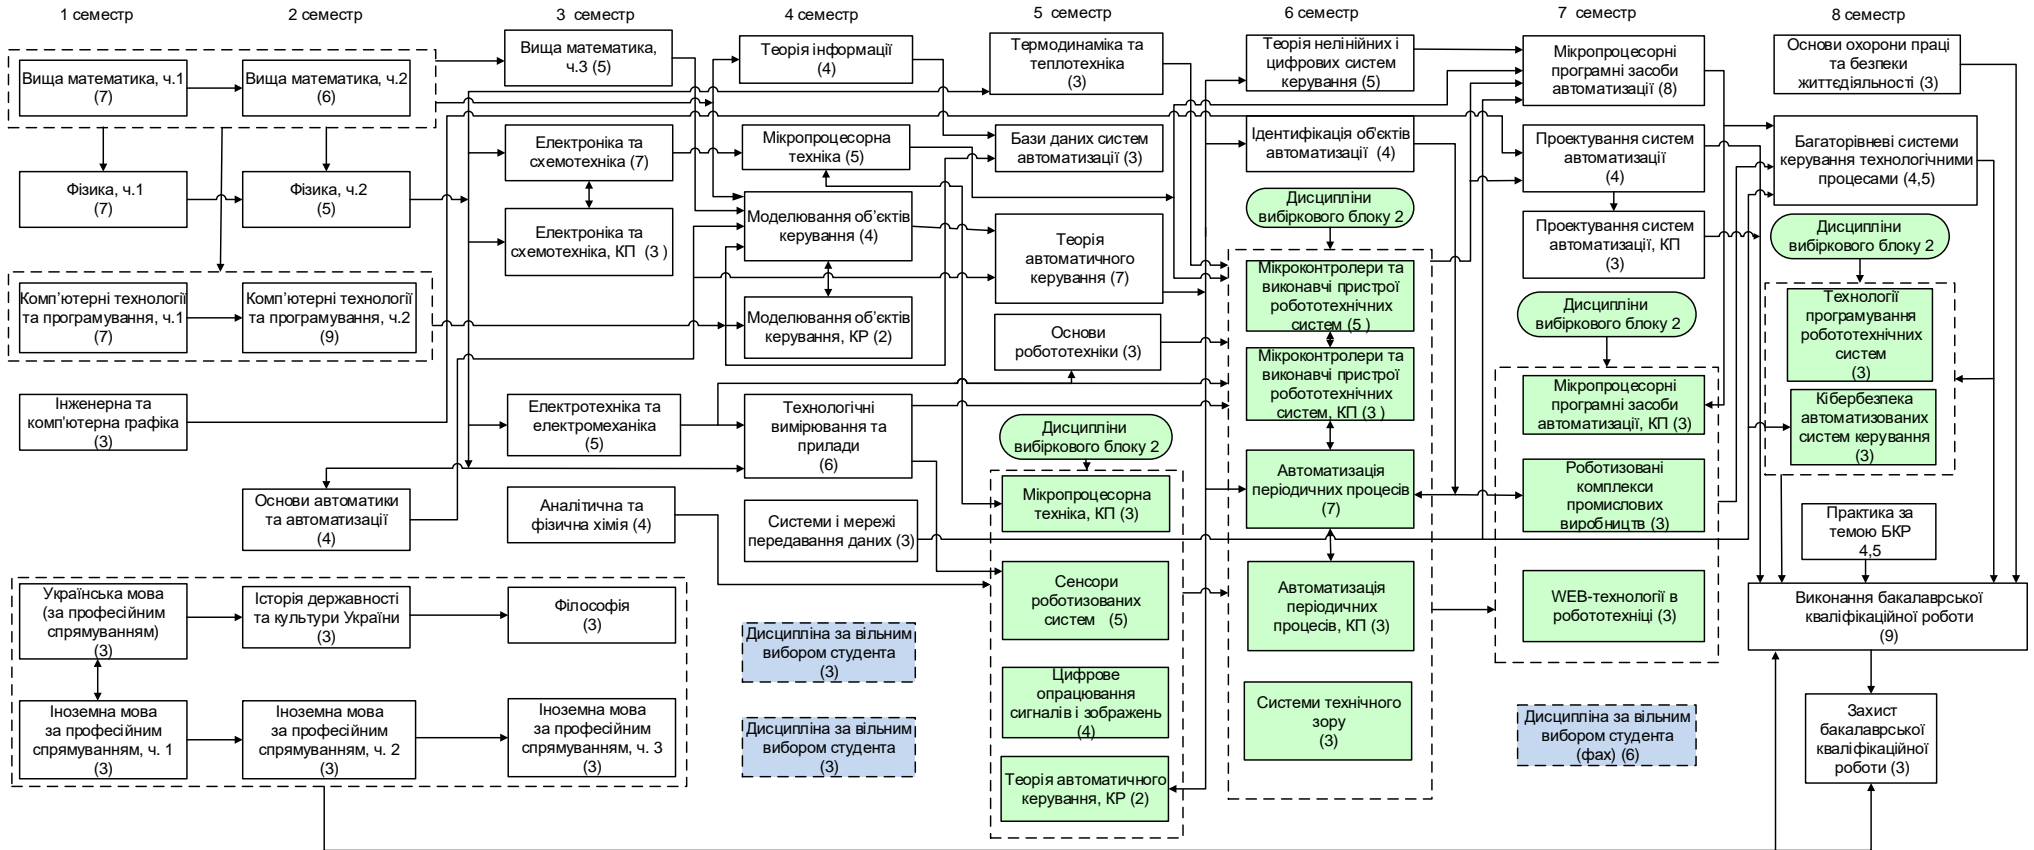 1 семестр
2 семестр
3 семестр
4 семестр
5 семестр
6 семестр
7 семестр
8 семестр
Вища математика, ч.1
(7)
Вища математика, ч.2
(6)
Фізика, ч.1
(7)
Фізика, ч.2
(5)
Комп’ютерні технології
та програмування, ч.1
(7)
Комп’ютерні технології
та програмування, ч.2
(9)
Інженерна та
комп'ютерна графіка
(3)
Основи автоматики
та автоматизації
(4)
Українська мова
(за професійним
спрямуванням)
(3)
Історія державності
та культури України
(3)
Філософія
(3)
Іноземна мова
за професійним
спрямуванням, ч. 1
(3)
Іноземна мова
за професійним
спрямуванням, ч. 2
(3)
Іноземна мова
за професійним
спрямуванням, ч. 3
(3)
Вища математика,
ч.3 (5)
Електроніка та
схемотехніка (7)
Електроніка та
схемотехніка, КП (3 )
Електротехніка та
електромеханіка
(5)
Аналітична та
фізична хімія (4)
Теорія інформації
(4)
Мікропроцесорна
техніка (5)
Моделювання об’єктів
керування (4)
Моделювання об’єктів
керування, КР (2)
Технологічні
вимірювання та
прилади
(6)
Системи і мережі
передавання даних (3)
Дисципліна за вільним
вибором студента
(3)
Дисципліна за вільним
вибором студента
(3)
Термодинаміка та
теплотехніка
(3)
Бази даних систем
автоматизації (3)
Теорія
автоматичного
керування (7)
Основи
робототехніки (3)
Дисципліни
вибіркового блоку 2
Мікропроцесорна
техніка, КП (3)
Сенсори
роботизованих
систем (5)
Цифрове
опрацювання
сигналів і зображень
(4)
Теорія автоматичного
керування, КР (2)
Теорія нелінійних і
цифрових систем
керування (5)
Ідентифікація об'єктів
автоматизації (4)
Дисципліни
вибіркового блоку 2
Мікроконтролери та
виконавчі пристрої
робототехнічних
систем (5 )
Мікроконтролери та
виконавчі пристрої
робототехнічних
систем, КП (3 )
Автоматизація
періодичних процесів
(7)
Автоматизація
періодичних
процесів, КП (3)
Системи технічного
зору
(3)
Мікропроцесорні
програмні засоби
автоматизації (8)
Проектування систем
автоматизації
(4)
Проектування систем
автоматизації, КП
(3)
Дисципліни
вибіркового блоку 2
Мікропроцесорні
програмні засоби
автоматизації, КП (3)
Роботизовані
комплекси
промислових
виробництв (3)
WEB-технології в
робототехніці (3)
Дисципліна за вільним
вибором студента
(фах) (6)
Основи охорони праці
та безпеки
життєдіяльності (3)
Багаторівневі системи
керування технологічними
процесами (4,5)
Дисципліни
вибіркового блоку 2
Технології
програмування
робототехнічних
систем
(3)
Кібербезпека
автоматизованих
систем керування
(3)
Практика за
темою БКР
4,5
Виконання бакалаврської
кваліфікаційної роботи
(9)
Захист
бакалаврської
кваліфікаційної
роботи (3)